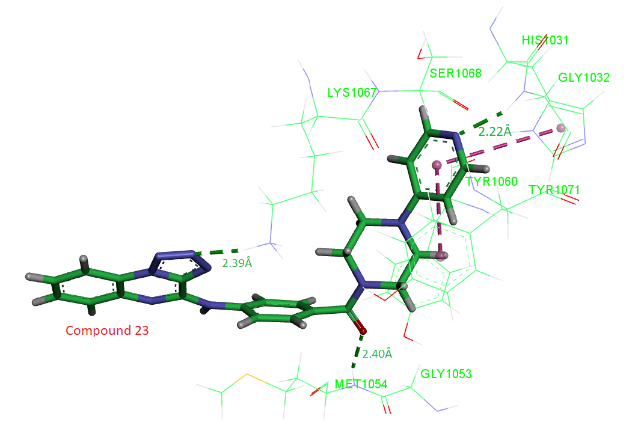 HIS1031
SER1068
GLY1032
LYS1067
2.22Å
TYR1060
TYR1071
2.39Å
Compound 23
2.40Å
GLY1053
MET1054